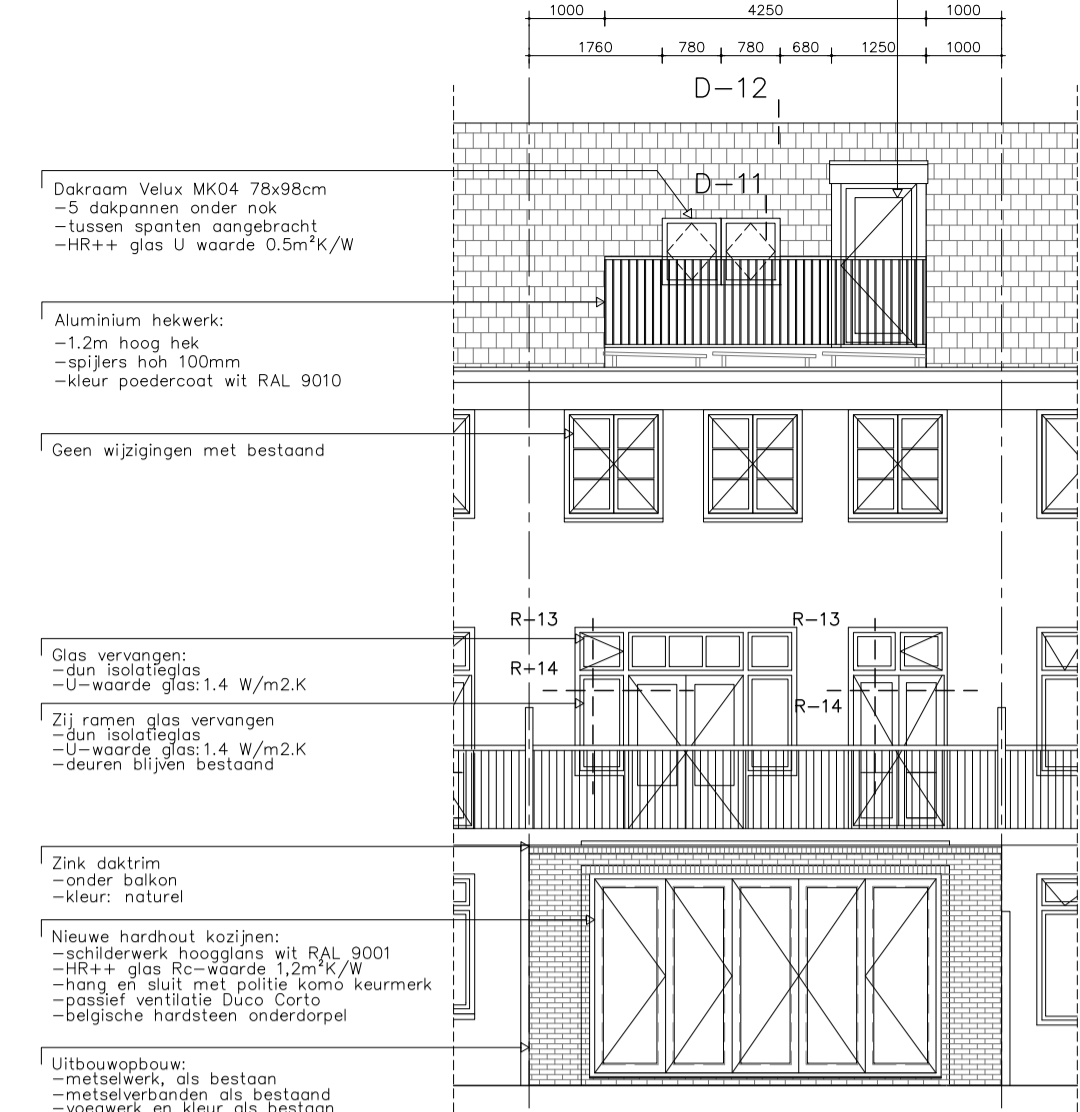 1000 4250 1000
1760 780 780 680 1250 1000
D-12
D-11
Dakraam Velux MK04 78x98cm
-5 dakpannen onder nok
-tussen spanten aangebracht
-HR++ glas U waarde 0.5m²K/W
Aluminium hekwerk:
-1.2m hoog hek
-spijlers hoh 100mm
-kleur poedercoat wit RAL 9010
Geen wijzigingen met bestaand
R-13 R-13
R-14
R-14
Glas vervangen:
-dun isolatieglas
-U-waarde glas:1.4 W/m2.K
Zij ramen glas vervangen
-dun isolatieglas
-U-waarde glas:1.4 W/m2.K
-deuren blijven bestaand
Zink daktrim
-onder balkon
-kleur: naturel
Nieuwe hardhout kozijnen:
-schilderwerk hoogglans wit RAL 9001
-HR++ glas Rc-waarde 1,2m²K/W
-hang en sluit met politie komo keurmerk
-passief ventilatie Duco Corto
-belgische hardsteen onderdorpel
Uitbouwopbouw:
-metselwerk, als bestaan
-metselverbanden als bestaand
-voegwerk en kleur als bestaan